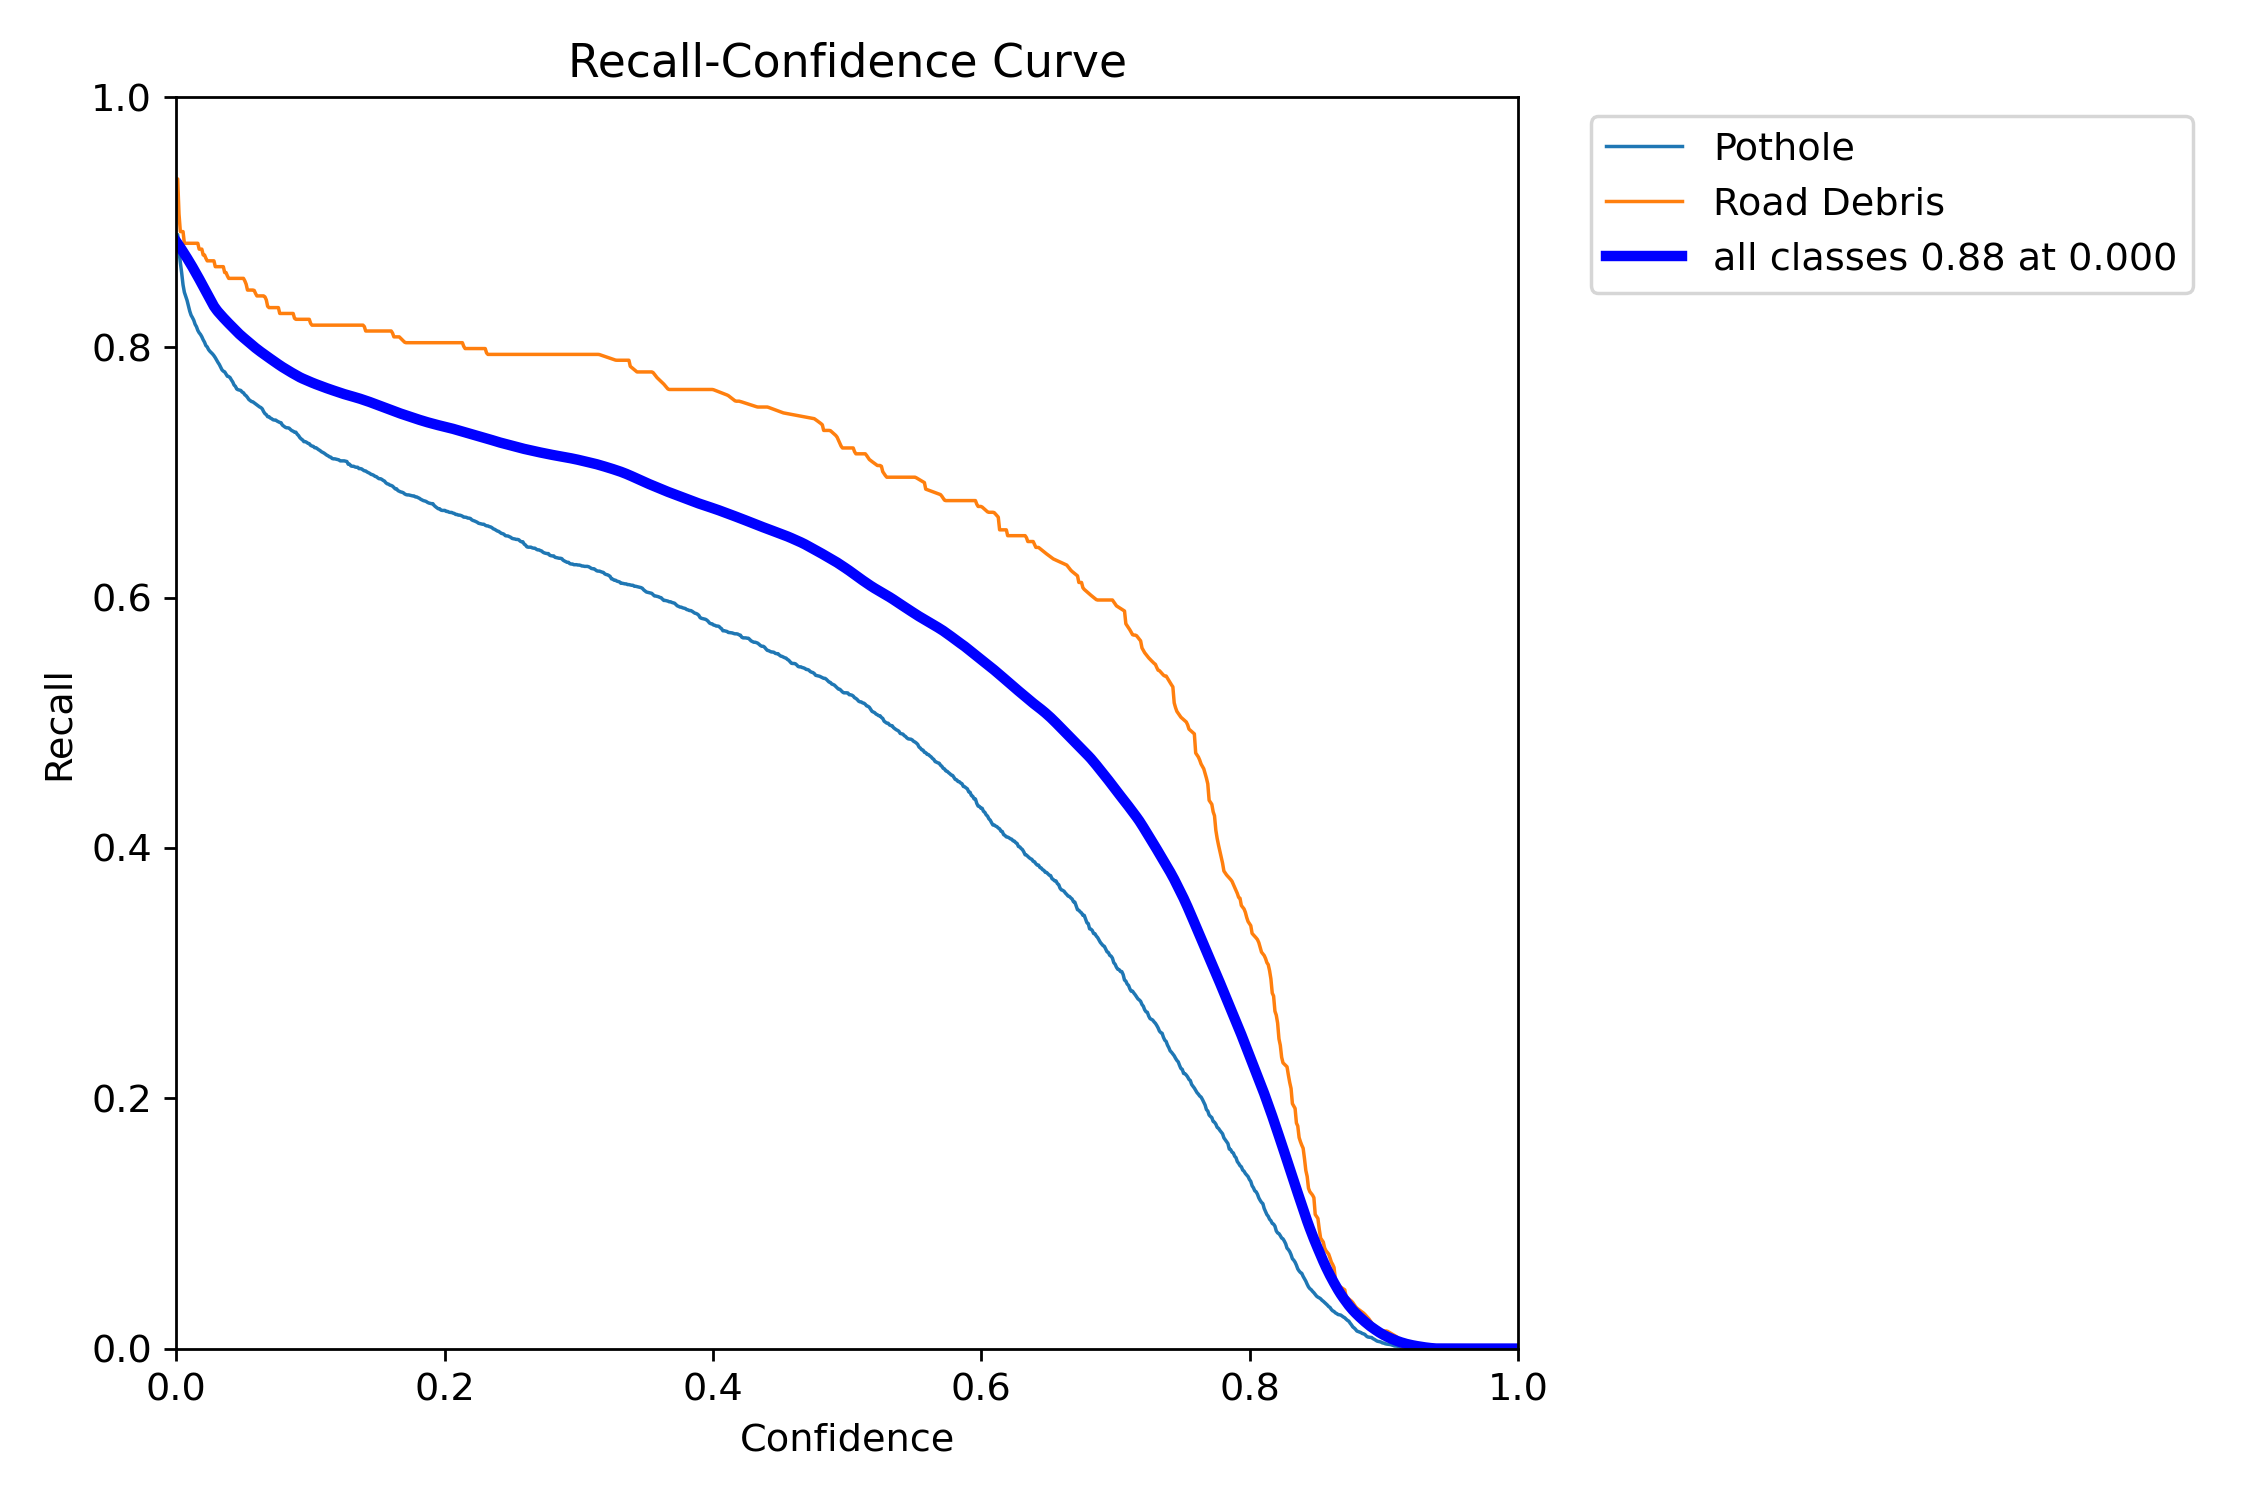 Recall-Confidence Curve
1.0
0.8
0.6
0.4
0.2
0.0
Recall
0.0 0.2 0.4 0.6 0.8 1.0
Confidence
Pothole
Road Debris
all classes 0.88 at 0.000